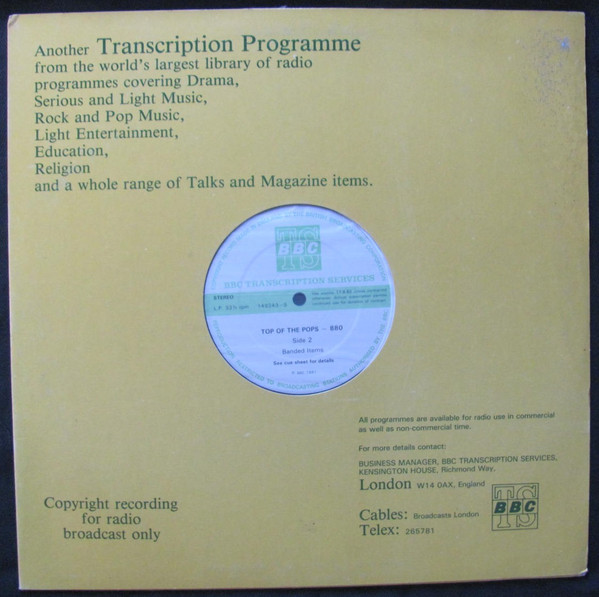 Another Transcription Programme
from the world's largest library of radio
programmes covering Drama,
Serious and Light Music,
Rock and Pop Music,
Light Entertainment,
Education,
Religion
and a whole range of Talks and Magazine items.
TS
BBC
BBC TRANSCRIPTION SERVICES
STEREO
LP 33⅓ rpm
TOP OF THE POPS - 880
Side 2
Banded Items
See cue sheet for details
All programmes are available for radio use in commercial
as well as non-commercial time.
For more details contact:
BUSINESS MANAGER, BBC TRANSCRIPTION SERVICES,
KENSINGTON HOUSE, Richmond Way,
London W14 0AX, England
Cables: Broadcasts London
Telex: 265781
TS
BBC
Copyright recording
for radio
broadcast only